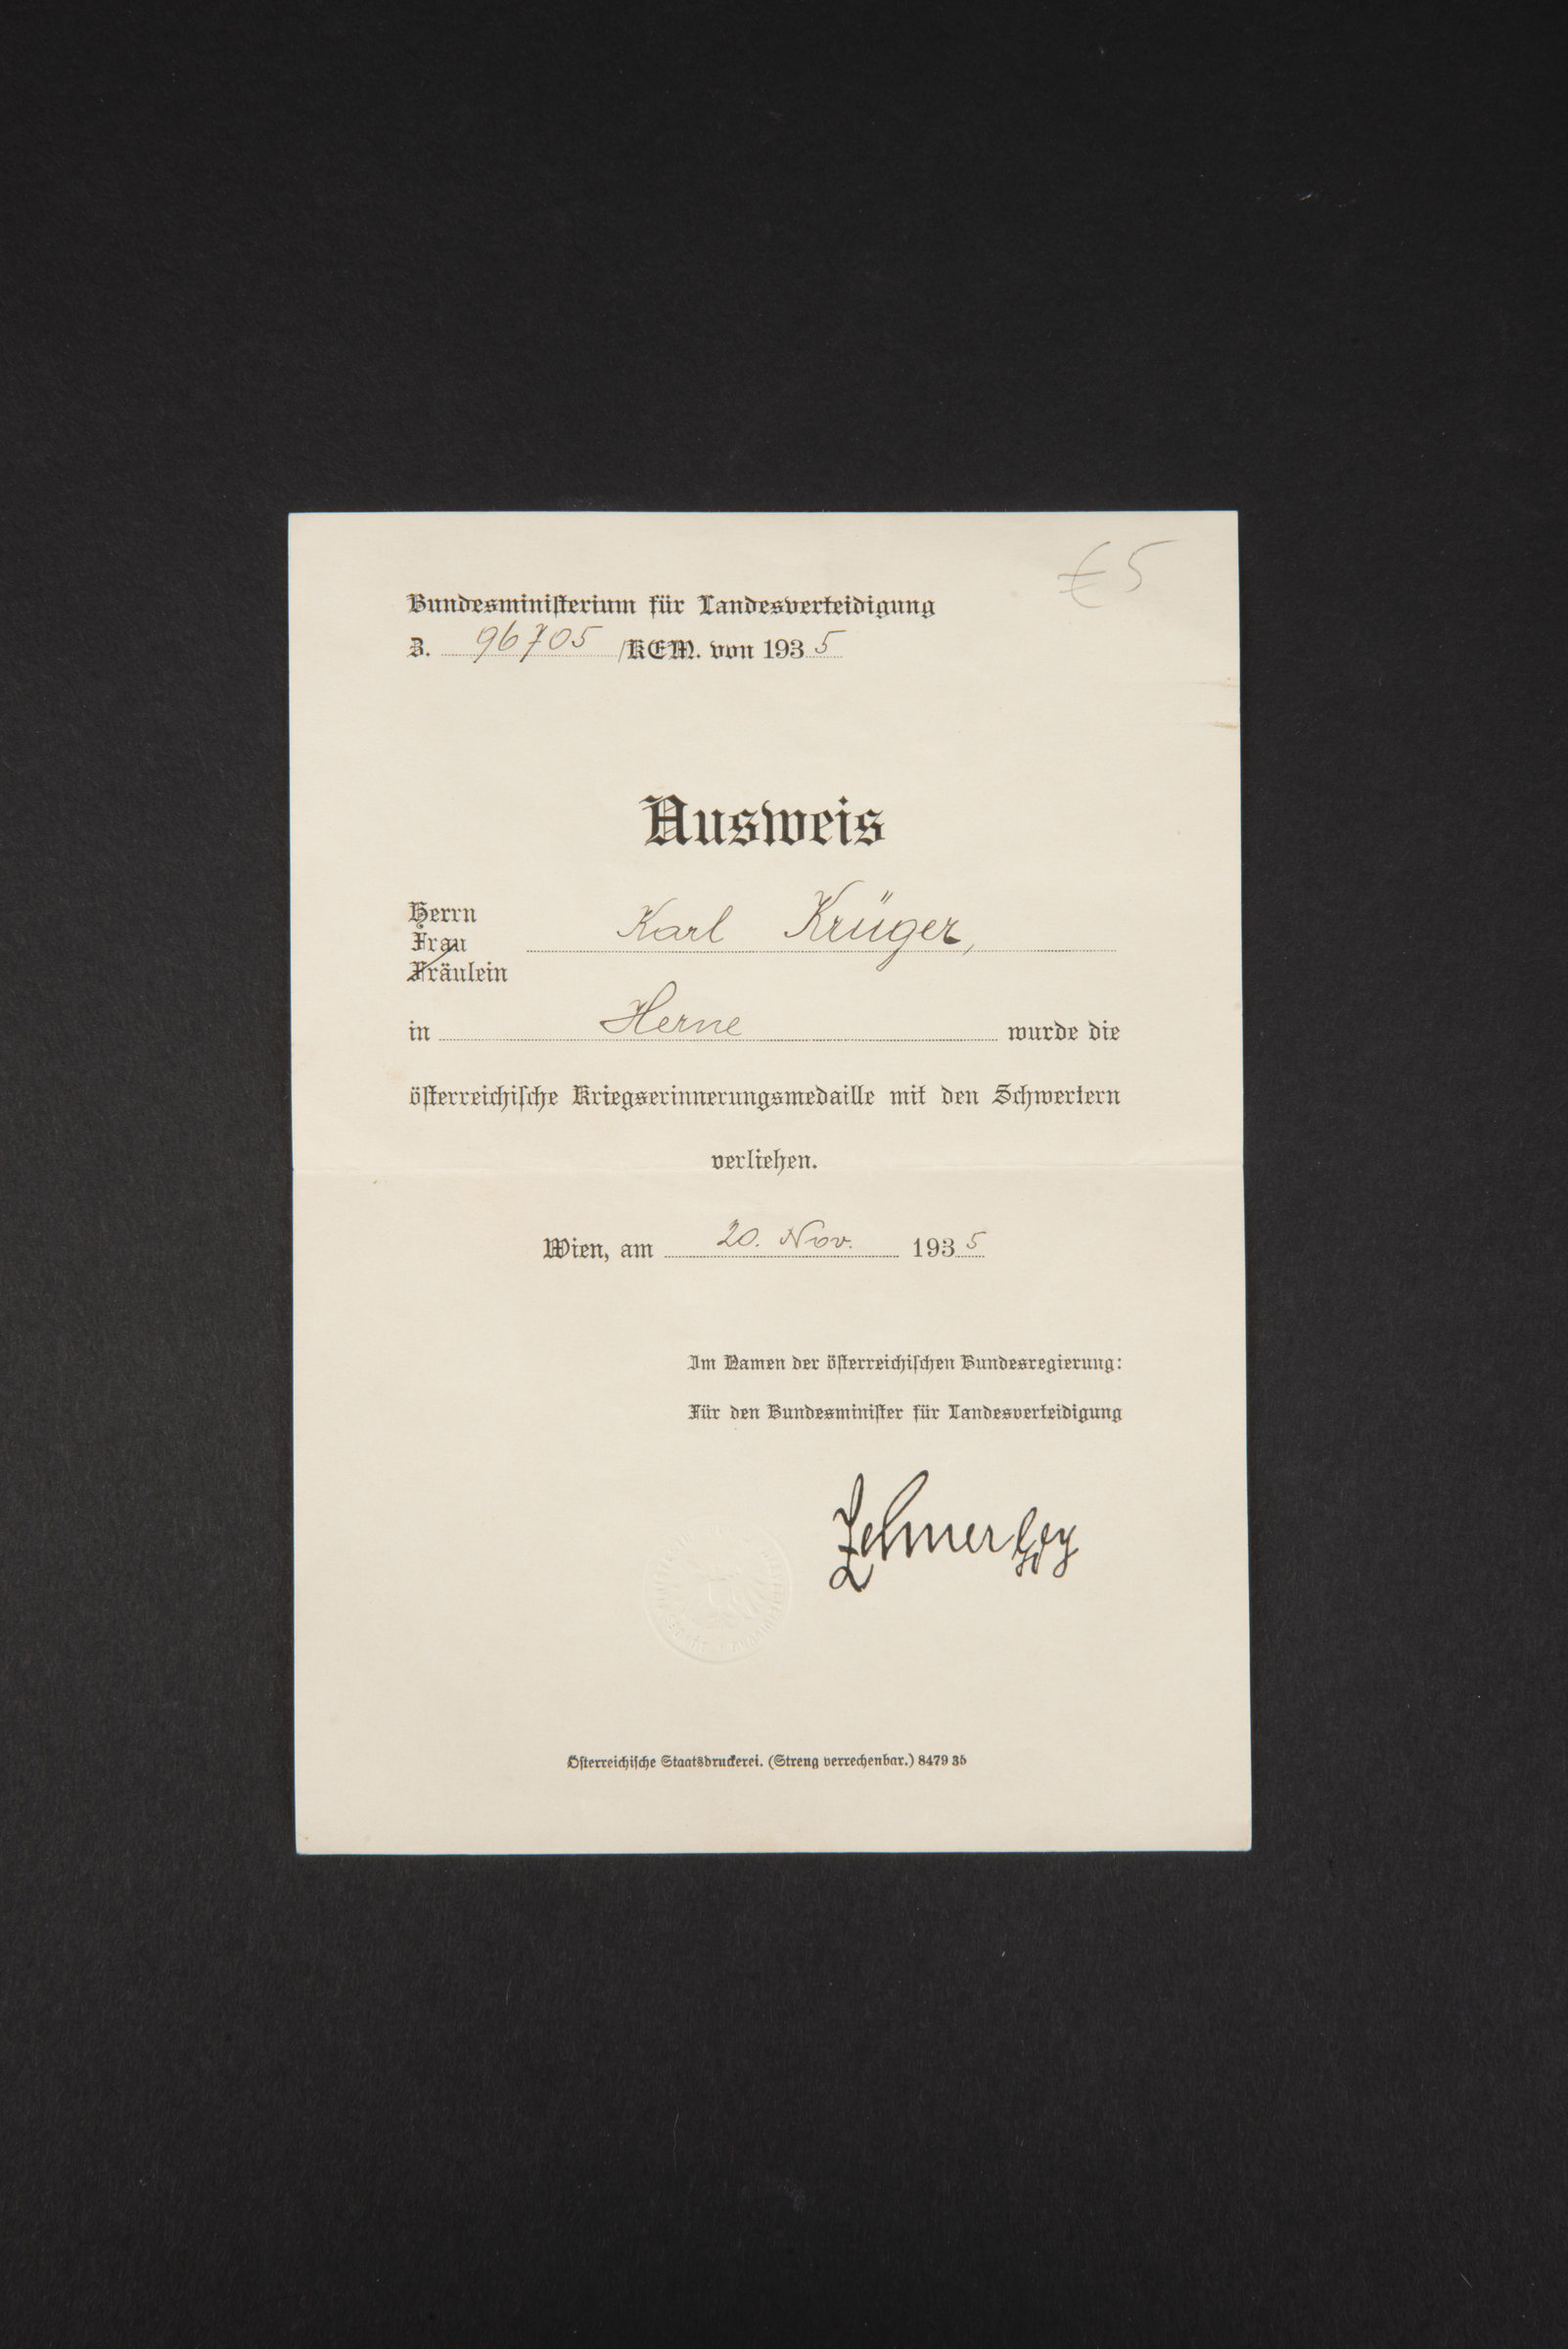 € 5
Bundesministerium für Landesverteidigung
Z. 96705 /KEM. von 1935
Ausweis
Herrn
Frau
Fräulein
Karl Krüger,
in Herne wurde die
österreichische Kriegserinnerungsmedaille mit den Schwertern
verliehen.
Wien, am 20. Nov. 1935
Im Namen der österreichischen Bundesregierung:
Für den Bundesminister für Landesverteidigung
Österreichische Staatsdruckerei. (Streng verrechenbar.) 8479 35